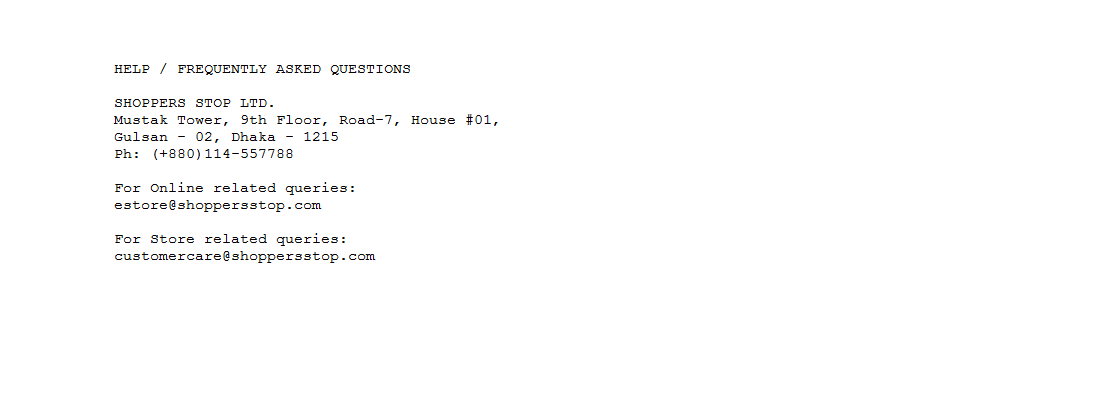 HELP / FREQUENTLY ASKED QUESTIONS
SHOPPERS STOP LTD.
Mustak Tower, 9th Floor, Road-7, House #01,
Gulsan - 02, Dhaka - 1215
Ph: (+880)114-557788
For Online related queries:
estore@shoppersstop.com
For Store related queries:
customercare@shoppersstop.com